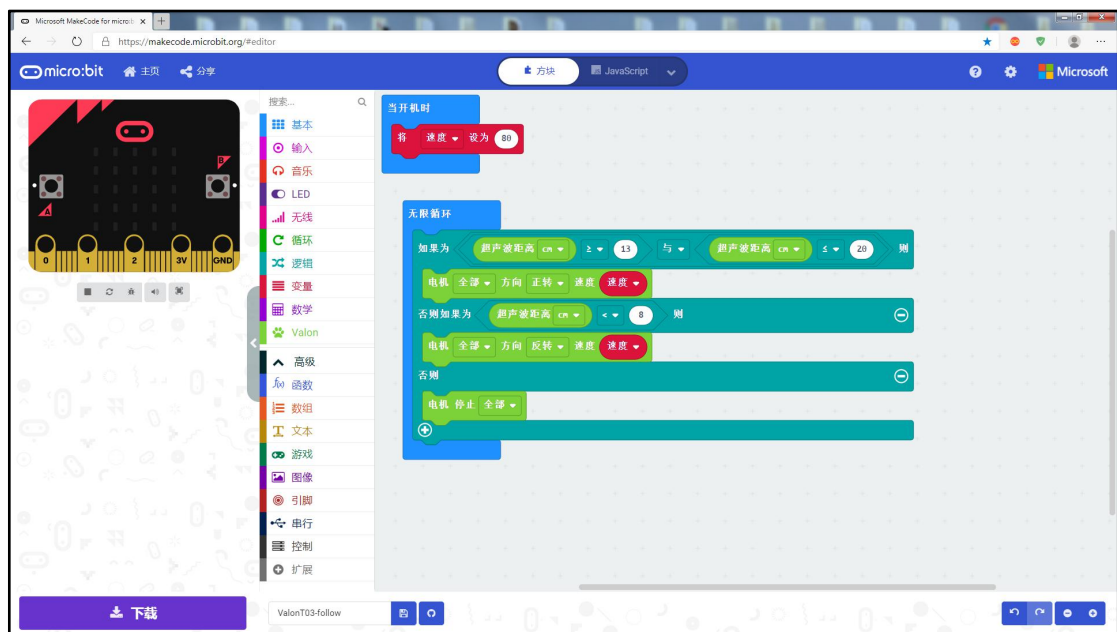 Microsoft MakeCode for micro:b
https://makecode.microbit.org/#editor
micro:bit 主页 分享
方块 JavaScript
Microsoft
A
B
0 1 2 3V GND
搜索...
基本
输入
音乐
LED
无线
循环
逻辑
变量
数学
Valon
高级
函数
数组
文本
游戏
图像
引脚
串行
控制
扩展
当开机时
将 速度 设为 80
无限循环
如果为 超声波距离 cm ≥ 13 与 超声波距离 cm ≤ 20 则
电机 全部 方向 正转 速度 速度
否则如果为 超声波距离 cm < 8 则
电机 全部 方向 反转 速度 速度
否则
电机 停止 全部
下载
ValonT03-follow